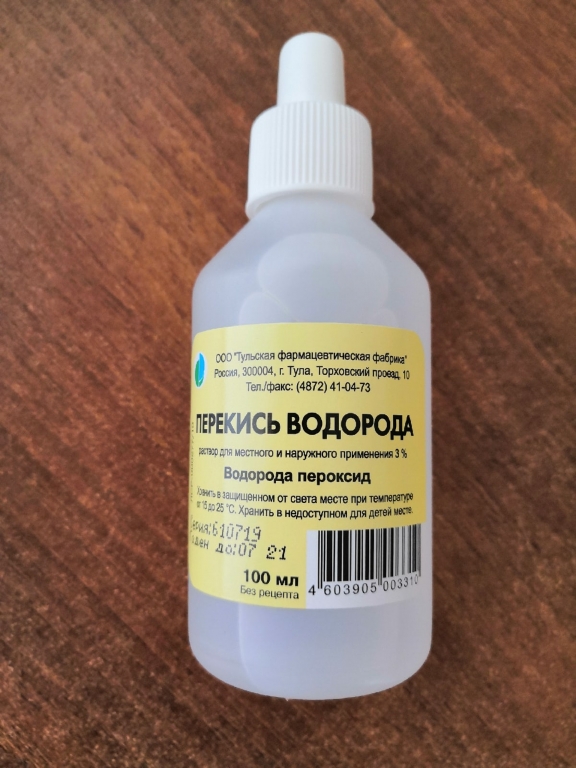 ООО "Тульская фармацевтическая фабрика"
Россия, 300004, г. Тула, Торховский проезд, 10
Тел./факс: (4872) 41-04-73
ПЕРЕКИСЬ ВОДОРОДА
раствор для местного и наружного применения 3 %
Водорода пероксид
Хранить в защищенном от света месте при температуре
от 15 до 25 °С. Хранить в недоступном для детей месте.
ерия:610719
оден до:07 21
100 мл
Без рецепта
4 603905 003310